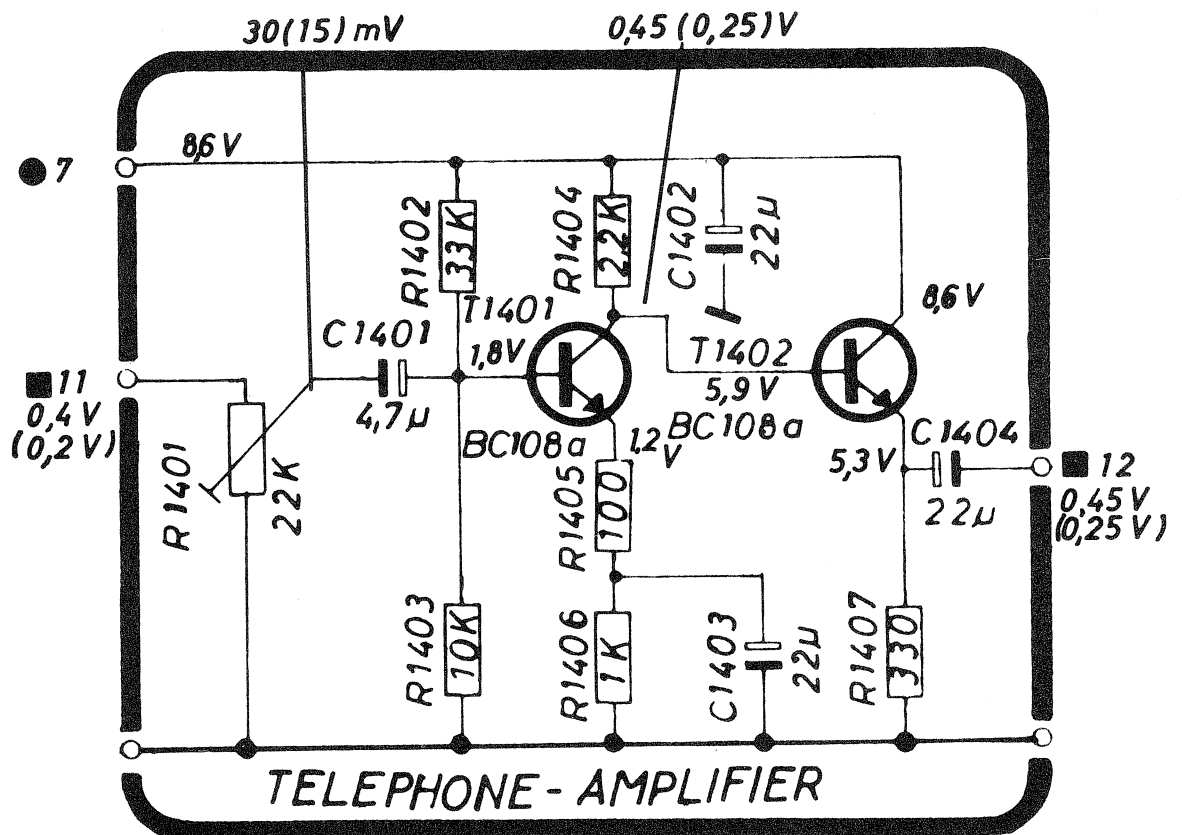 30(15) mV
0,45 (0,25) V
8,6 V
7
R1402
33K
R1404
2.2K
C1402
22µ
T1401
C1401
1,8V
4,7µ
BC108a
8,6 V
T1402
5,9 V
BC108a
11
0,4 V
(0,2 V)
R1401
22K
1,2 V
R1405
100
5,3 V
C1404
22µ
12
0,45 V
(0,25 V)
R1403
10K
R1406
1K
C1403
22µ
R1407
330
TELEPHONE - AMPLIFIER